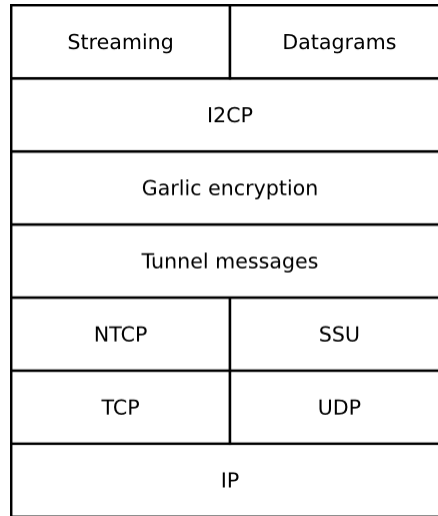 Streaming Datagrams
I2CP
Garlic encryption
Tunnel messages
NTCP SSU
TCP UDP
IP